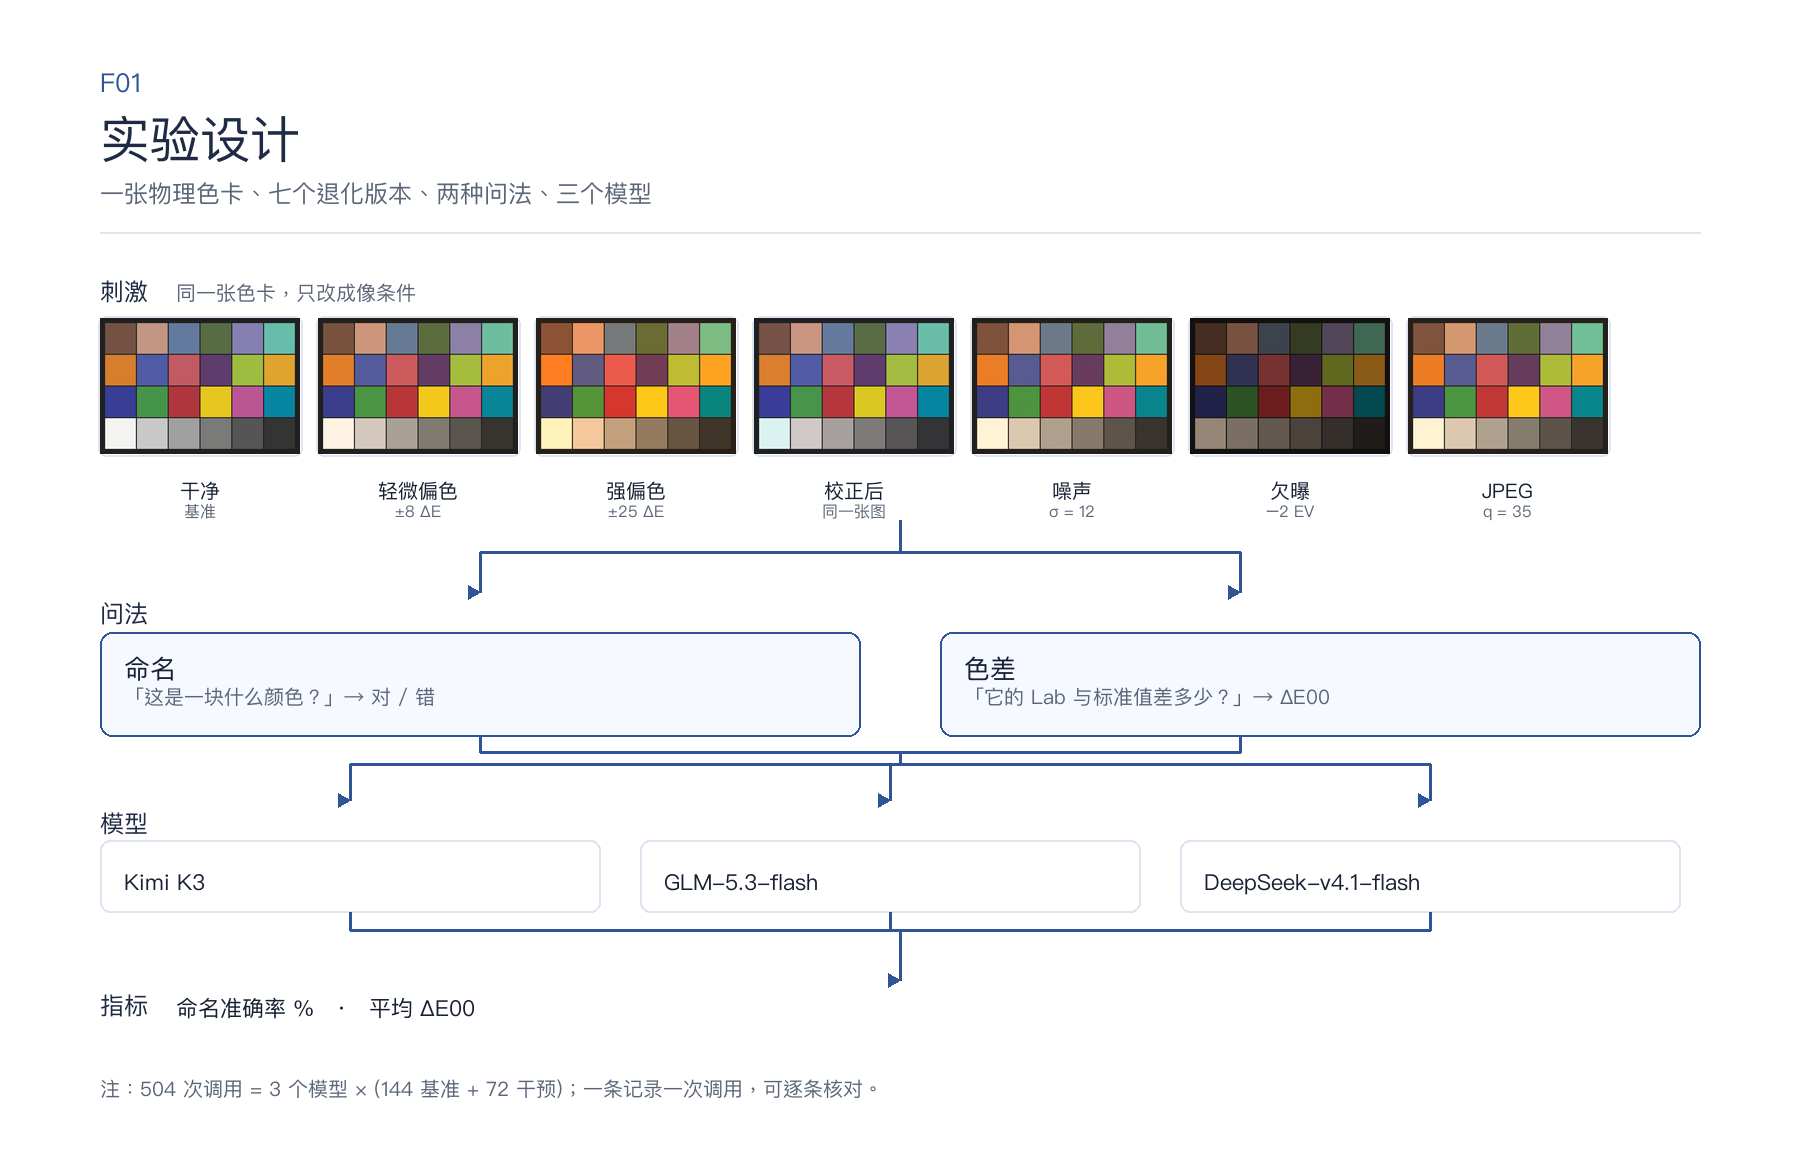 F01
实验设计
一张物理色卡、七个退化版本、两种问法、三个模型
刺激 同一张色卡，只改成像条件
干净 轻微偏色 强偏色 校正后 噪声 欠曝 JPEG
基准 ±8 ΔE ±25 ΔE 同一张图 σ = 12 −2 EV q = 35
问法
命名 色差
「这是一块什么颜色？」→ 对 / 错 「它的 Lab 与标准值差多少？」→ ΔE00
模型
Kimi K3 GLM-5.3-flash DeepSeek-v4.1-flash
指标 命名准确率 % · 平均 ΔE00
注：504 次调用 = 3 个模型 × (144 基准 + 72 干预)；一条记录一次调用，可逐条核对。